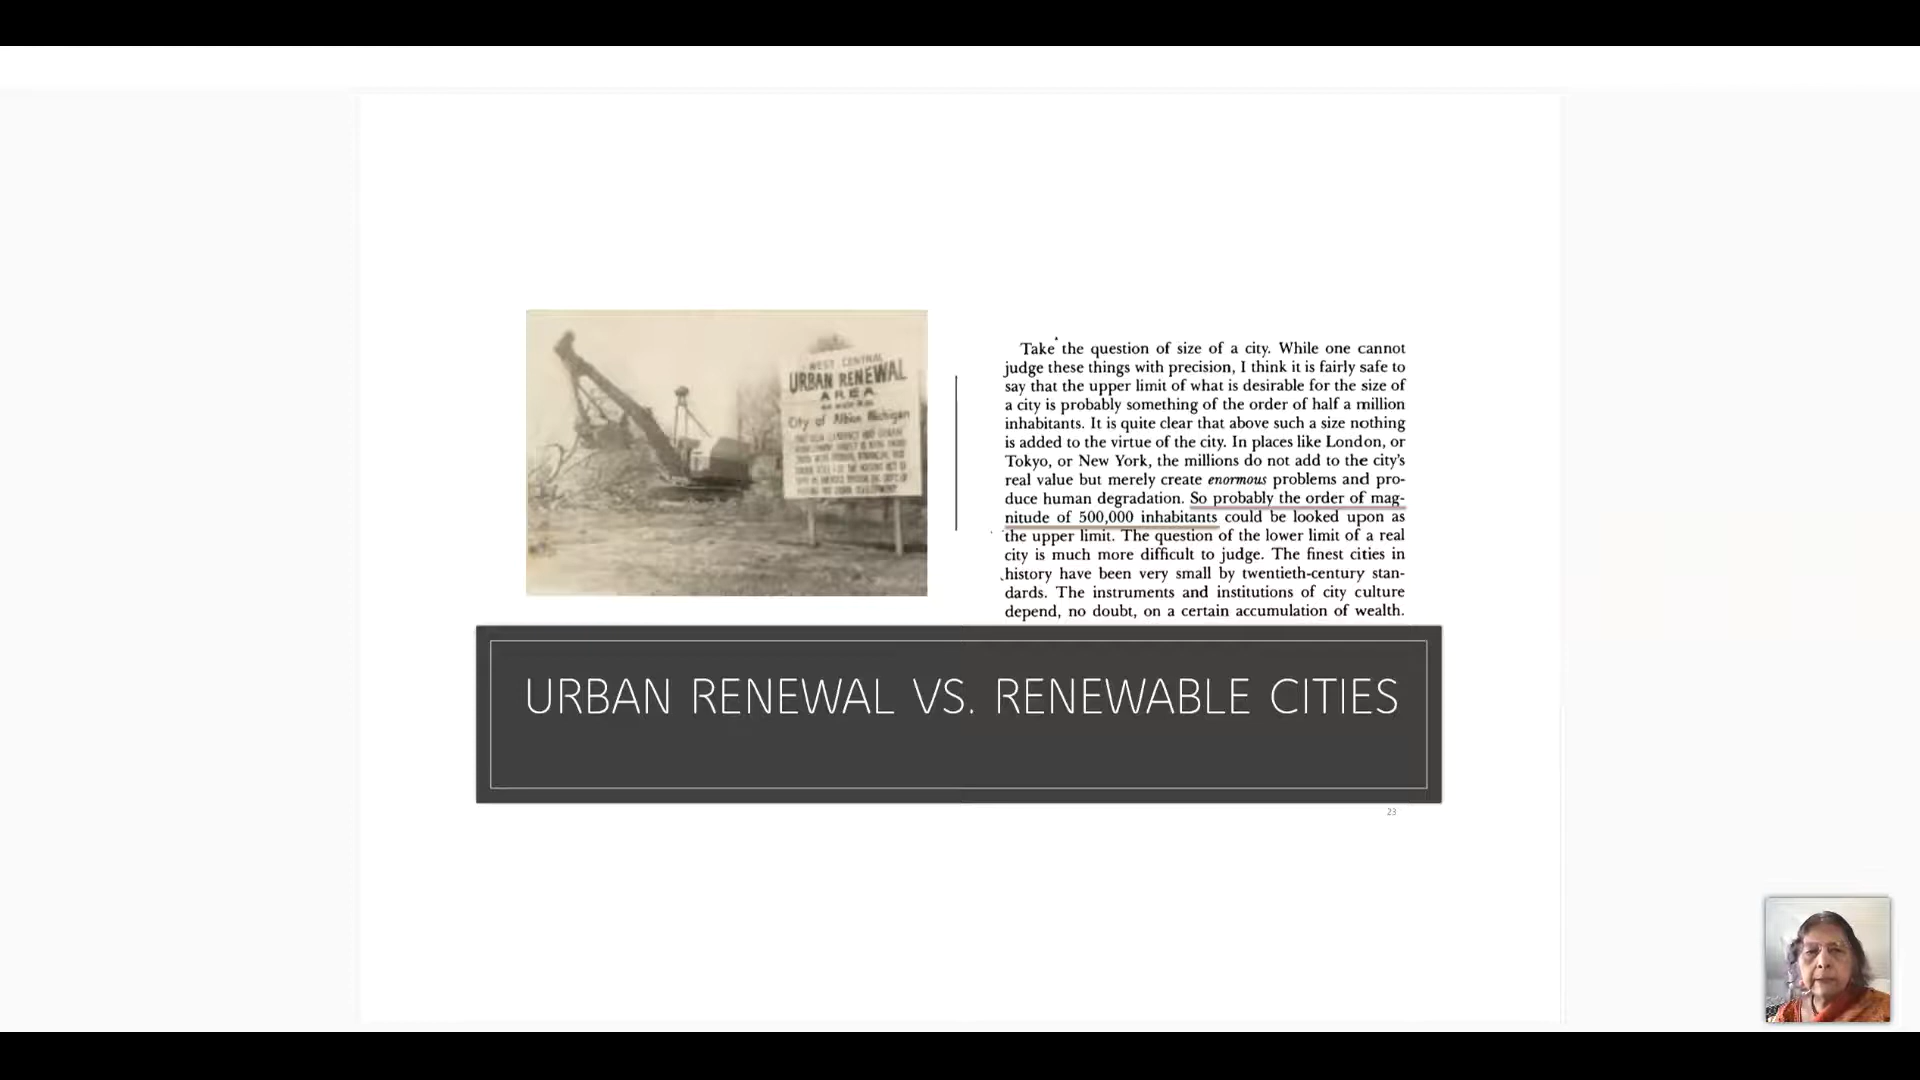 WEST CENTRAL
URBAN RENEWAL
AREA
City of Albion Michigan
Take the question of size of a city. While one cannot
judge these things with precision, I think it is fairly safe to
say that the upper limit of what is desirable for the size of
a city is probably something of the order of half a million
inhabitants. It is quite clear that above such a size nothing
is added to the virtue of the city. In places like London, or
Tokyo, or New York, the millions do not add to the city's
real value but merely create enormous problems and pro-
duce human degradation. So probably the order of mag-
nitude of 500,000 inhabitants could be looked upon as
the upper limit. The question of the lower limit of a real
city is much more difficult to judge. The finest cities in
history have been very small by twentieth-century stan-
dards. The instruments and institutions of city culture
depend, no doubt, on a certain accumulation of wealth.
URBAN RENEWAL VS. RENEWABLE CITIES
23